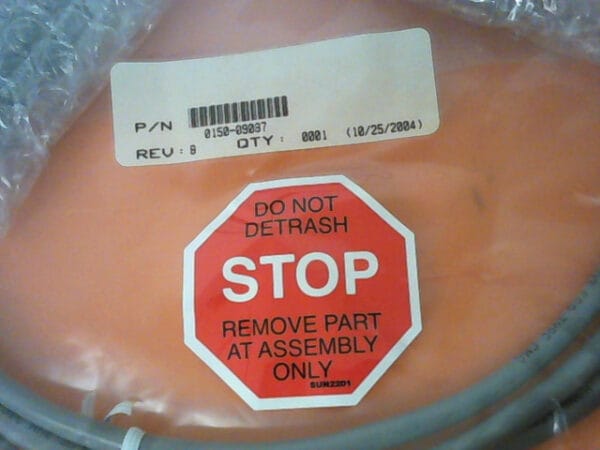 P/N
0150-09087
REV: B QTY: 0001 (10/25/2004)
DO NOT
DETRASH
STOP
REMOVE PART
AT ASSEMBLY
ONLY
SUN2201